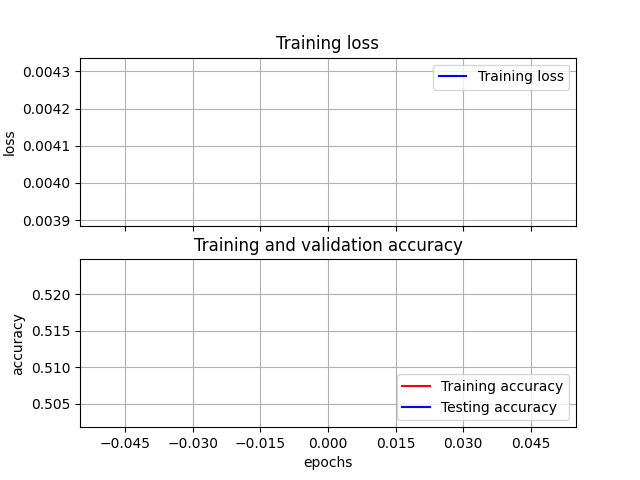 Training loss
0.0043
0.0042
0.0041
0.0040
0.0039
loss
Training loss
Training and validation accuracy
0.520
0.515
0.510
0.505
accuracy
Training accuracy
Testing accuracy
−0.045 −0.030 −0.015 0.000 0.015 0.030 0.045
epochs